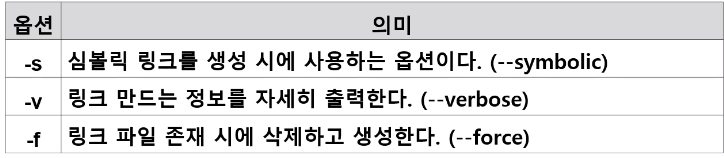 옵션 의미
-s 심볼릭 링크를 생성 시에 사용하는 옵션이다. (--symbolic)
-v 링크 만드는 정보를 자세히 출력한다. (--verbose)
-f 링크 파일 존재 시에 삭제하고 생성한다. (--force)